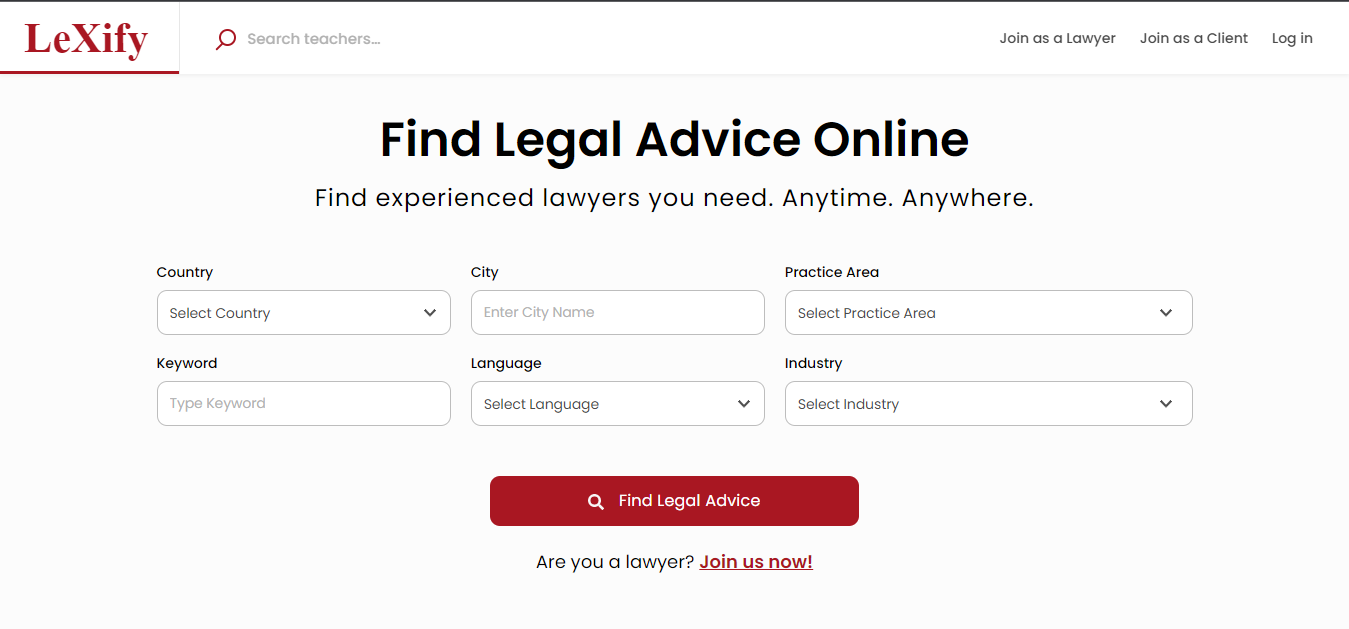 LeXify
Search teachers...
Join as a Lawyer
Join as a Client
Log in
Find Legal Advice Online
Find experienced lawyers you need. Anytime. Anywhere.
Country
City
Practice Area
Select Country
Enter City Name
Select Practice Area
Keyword
Language
Industry
Type Keyword
Select Language
Select Industry
Find Legal Advice
Are you a lawyer? Join us now!